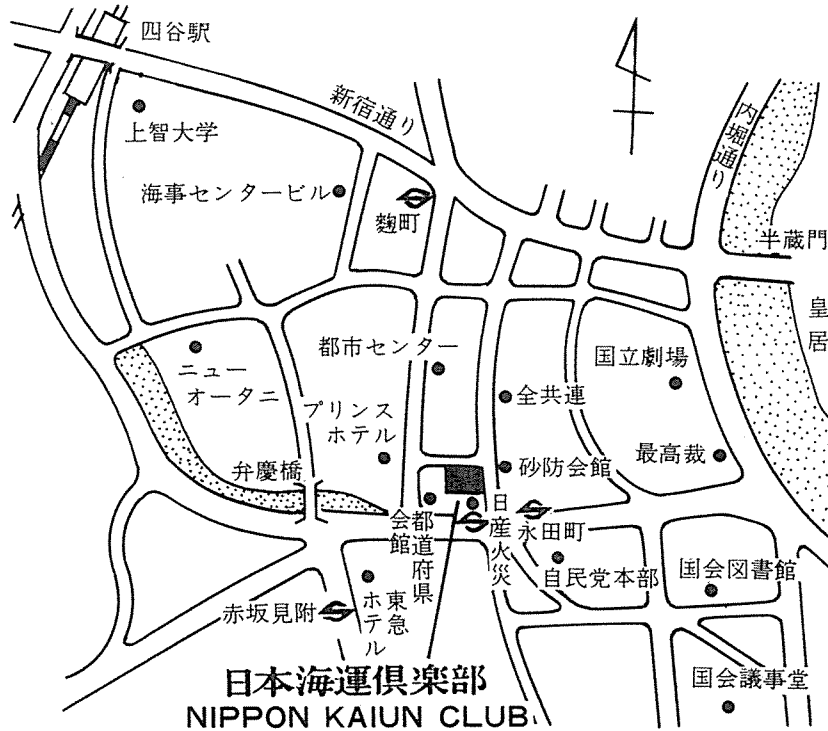 四谷駅
新宿通り
内堀通り
上智大学
海事センタービル
麹町
半蔵門
皇居
ニュー
オータニ
都市センター
国立劇場
全共連
プリンス
ホテル
弁慶橋
砂防会館
最高裁
都道府県
会館
日産火災
永田町
自民党本部
国会図書館
赤坂見附
東急
ホテル
国会議事堂
日本海運倶楽部
NIPPON KAIUN CLUB